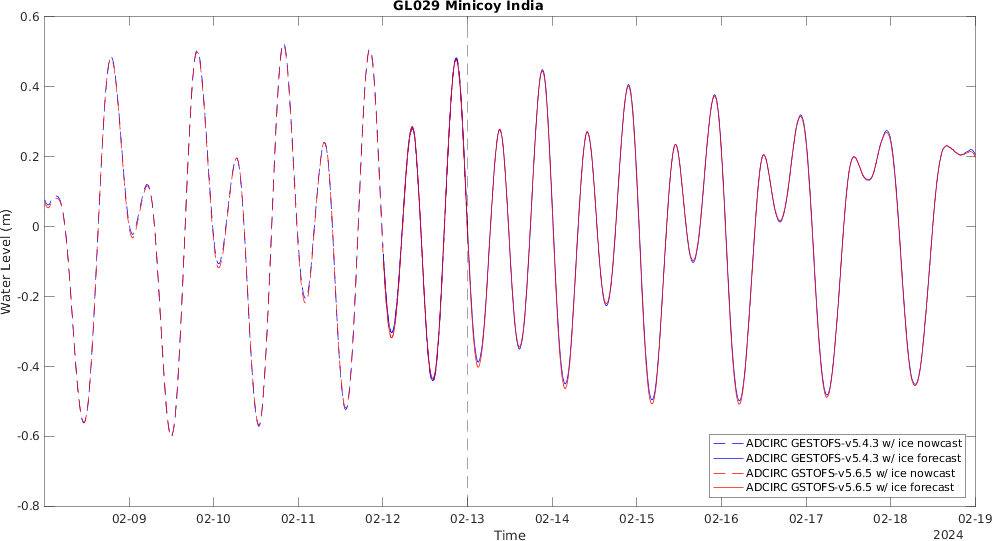 GL029 Minicoy India
0.6
0.4
0.2
0
-0.2
-0.4
-0.6
-0.8
Water Level (m)
ADCIRC GESTOFS-v5.4.3 w/ ice nowcast
ADCIRC GESTOFS-v5.4.3 w/ ice forecast
ADCIRC GSTOFS-v5.6.5 w/ ice nowcast
ADCIRC GSTOFS-v5.6.5 w/ ice forecast
02-09 02-10 02-11 02-12 02-13 02-14 02-15 02-16 02-17 02-18 02-19
Time
2024